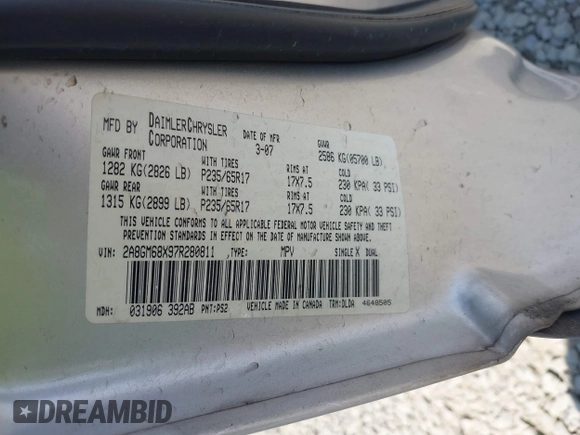 MFD BY DAIMLERCHRYSLER CORPORATION DATE OF MFR 3-07 GVWR 2586 KG(05700 LB)
GAWR FRONT WITH TIRES RIMS AT COLD
1282 KG(2826 LB) P235/65R17 17X7.5 230 KPA( 33 PSI)
GAWR REAR WITH TIRES RIMS AT COLD
1315 KG(2899 LB) P235/65R17 17X7.5 230 KPA( 33 PSI)
THIS VEHICLE CONFORMS TO ALL APPLICABLE FEDERAL MOTOR VEHICLE SAFETY AND THEFT
PREVENTION STANDARDS IN EFFECT ON THE DATE OF MANUFACTURE SHOWN ABOVE.
VIN: 2A8GM68X97R280811 TYPE: MPV SINGLE X DUAL
MDH: 031906 392AB PNT:PS2 VEHICLE MADE IN CANADA TRM:DLDA 4648505
DREAMBID